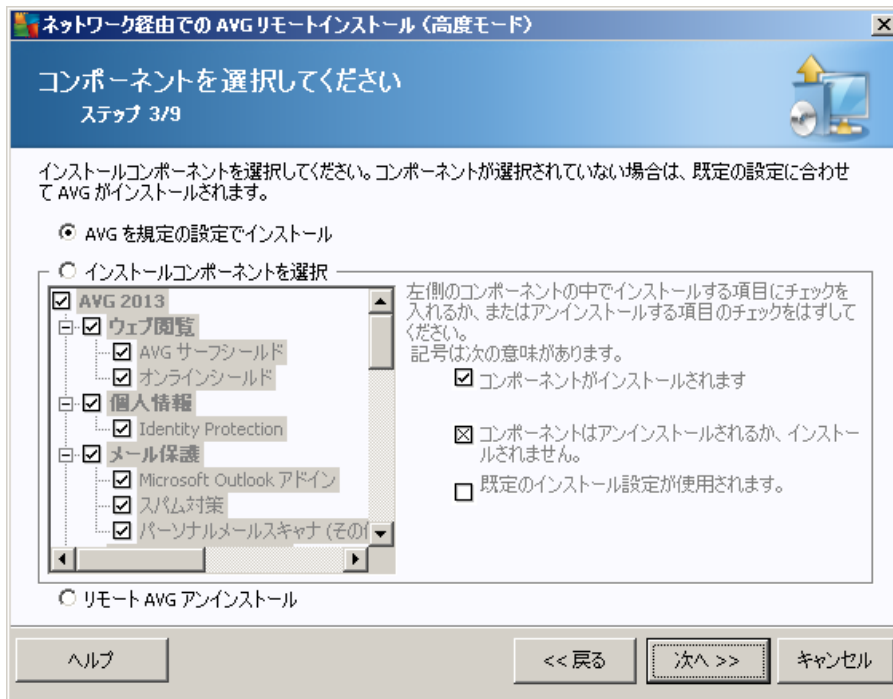 ネットワーク経由での AVG リモートインストール (高度モード)
コンポーネントを選択してください
ステップ 3/9
インストールコンポーネントを選択してください。コンポーネントが選択されていない場合は、既定の設定に合わせ
て AVG がインストールされます。
AVG を規定の設定でインストール
インストールコンポーネントを選択
AVG 2013
ウェブ閲覧
AVG サーフシールド
オンラインシールド
個人情報
Identity Protection
メール保護
Microsoft Outlook アドイン
スパム対策
パーソナルメールスキャナ (その
左側のコンポーネントの中でインストールする項目にチェックを
入れるか、またはアンインストールする項目のチェックをはずして
ください。
記号は次の意味があります。
コンポーネントがインストールされます
コンポーネントはアンインストールされるか、インストー
ルされません。
既定のインストール設定が使用されます。
リモート AVG アンインストール
ヘルプ
<< 戻る
次へ >>
キャンセル